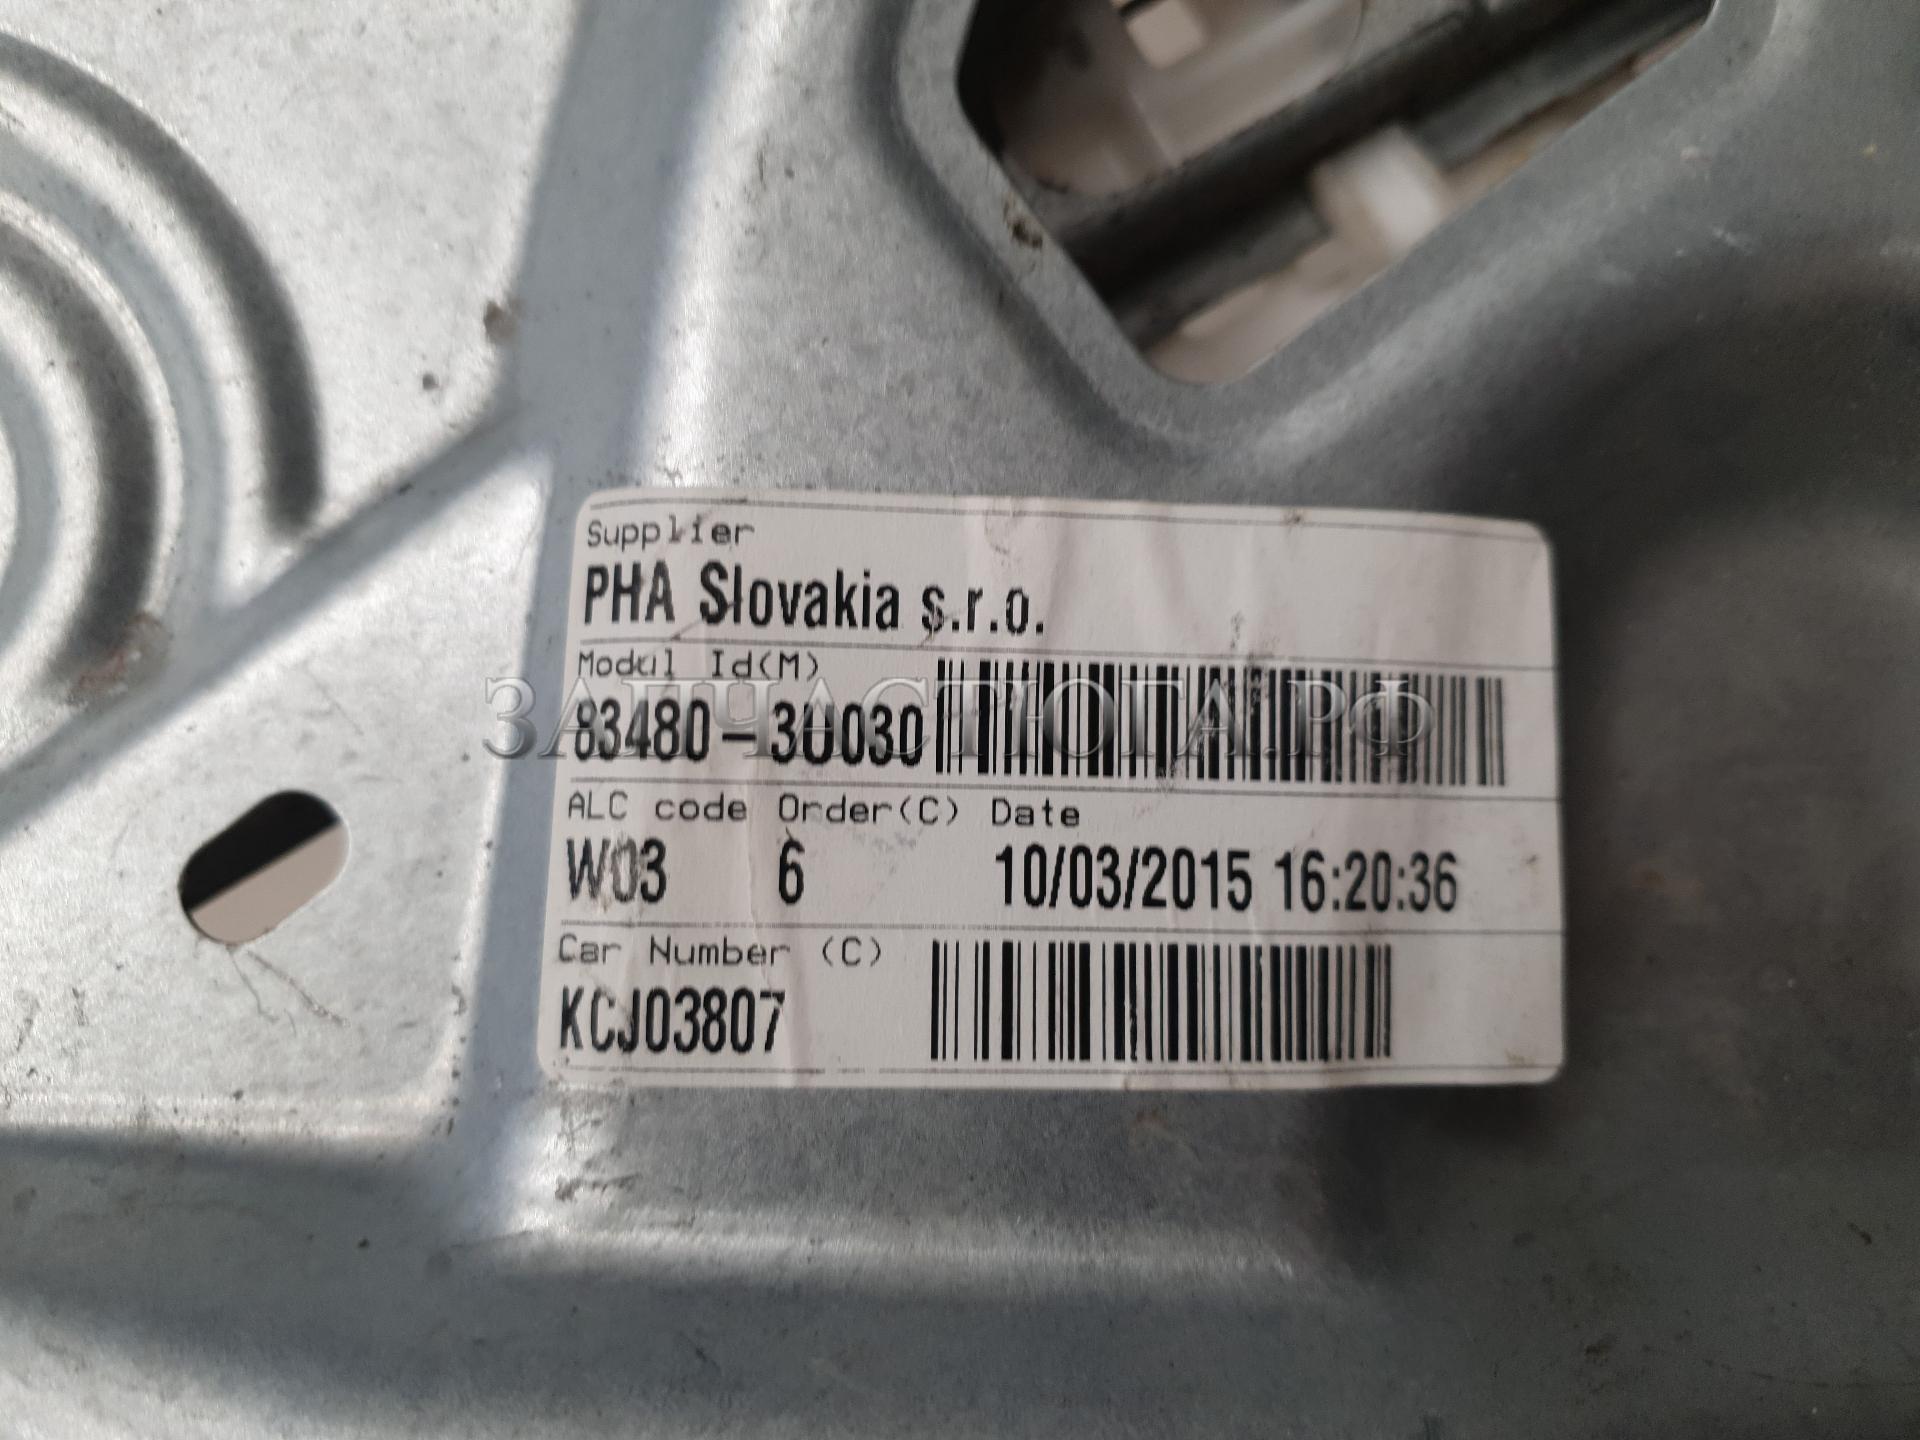 Supplier
PHA Slovakia s.r.o.
Modul Id(M)
83480-3U030
ЗАПЧАСТЮГА.РФ
ALC code Order(C) Date
W03 6 10/03/2015 16:20:36
Car Number (C)
KCJ03807